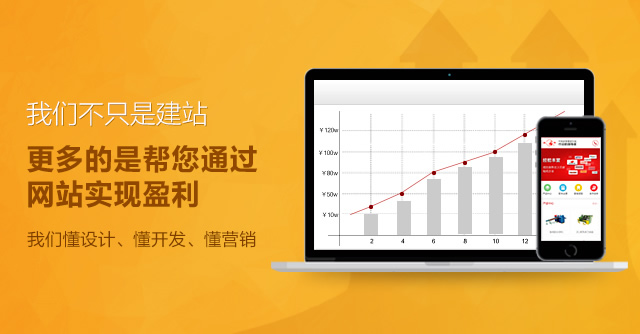 我们不只是建站
更多的是帮您通过
网站实现盈利
我们懂设计、懂开发、懂营销
¥120w
¥100w
¥80w
¥50w
¥10w
2 4 6 8 10 12